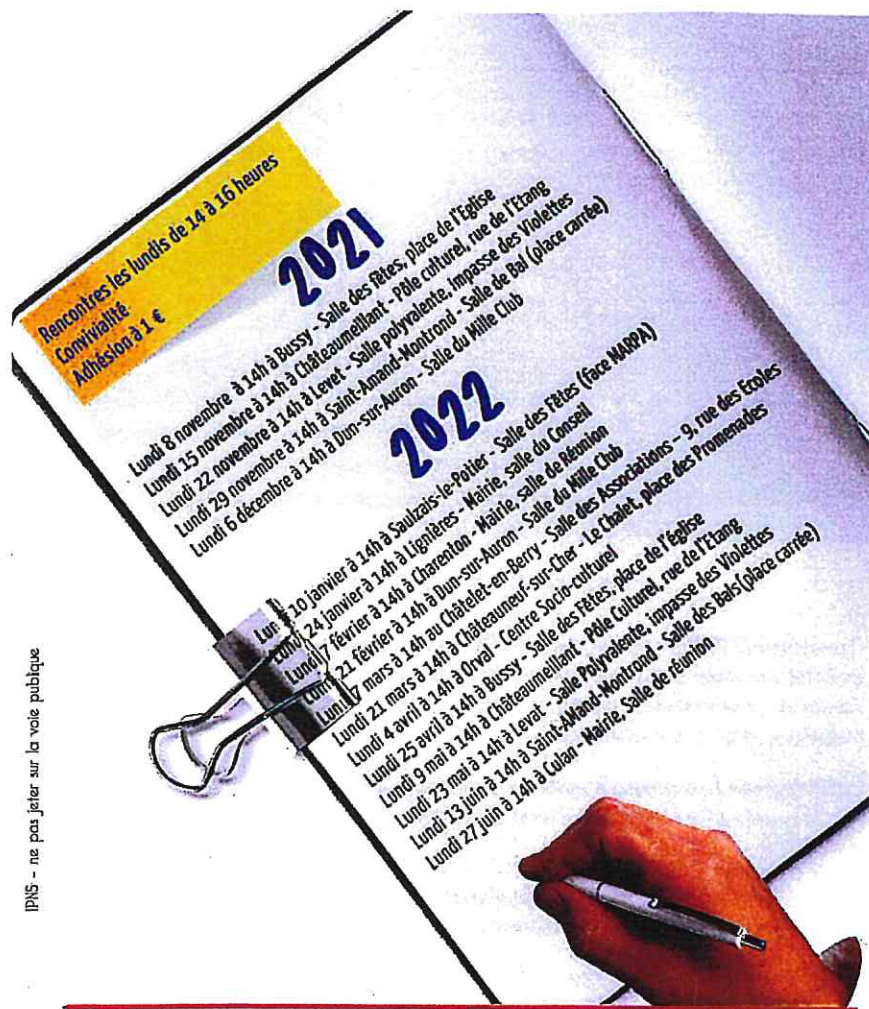 Rencontres les lundis de 14 à 16 heures
Convivialité
Adhésion à 1 €
2021
Lundi 8 novembre à 14h à Bussy - Salle des fêtes, place de l'Eglise
Lundi 15 novembre à 14h à Châteaumeillant - Pôle culturel, rue de l'Etang
Lundi 22 novembre à 14h à Levet - Salle polyvalente, impasse des Violettes
Lundi 29 novembre à 14h à Saint-Amand-Montrond - Salle de Bal (place carrée)
Lundi 6 décembre à 14h à Dun-sur-Auron - Salle du Mille Club
2022
Lundi 10 janvier à 14h à Saulzais-le-Potier - Salle des Fêtes (face MARPA)
Lundi 24 janvier à 14h à Lignières - Mairie, salle du Conseil
Lundi 7 février à 14h à Charenton - Mairie, salle de Réunion
Lundi 21 février à 14h à Dun-sur-Auron - Salle du Mille Club
Lundi 7 mars à 14h au Châtelet-en-Berry - Salle des Associations – 9, rue des Ecoles
Lundi 21 mars à 14h à Châteauneuf-sur-Cher - Le Chalet, place des Promenades
Lundi 4 avril à 14h à Orval - Centre Socio-culturel
Lundi 25 avril à 14h à Bussy - Salle des Fêtes, place de l'église
Lundi 9 mai à 14h à Châteaumeillant - Pôle Culturel, rue de l'Etang
Lundi 23 mai à 14h à Levat - Salle Polyvalente, impasse des Violettes
Lundi 13 juin à 14h à Saint-Amand-Montrond - Salle des Bals(place carrée)
Lundi 27 juin à 14h à Culan - Mairie, Salle de réunion
IPNS - ne pas jeter sur la voie publique